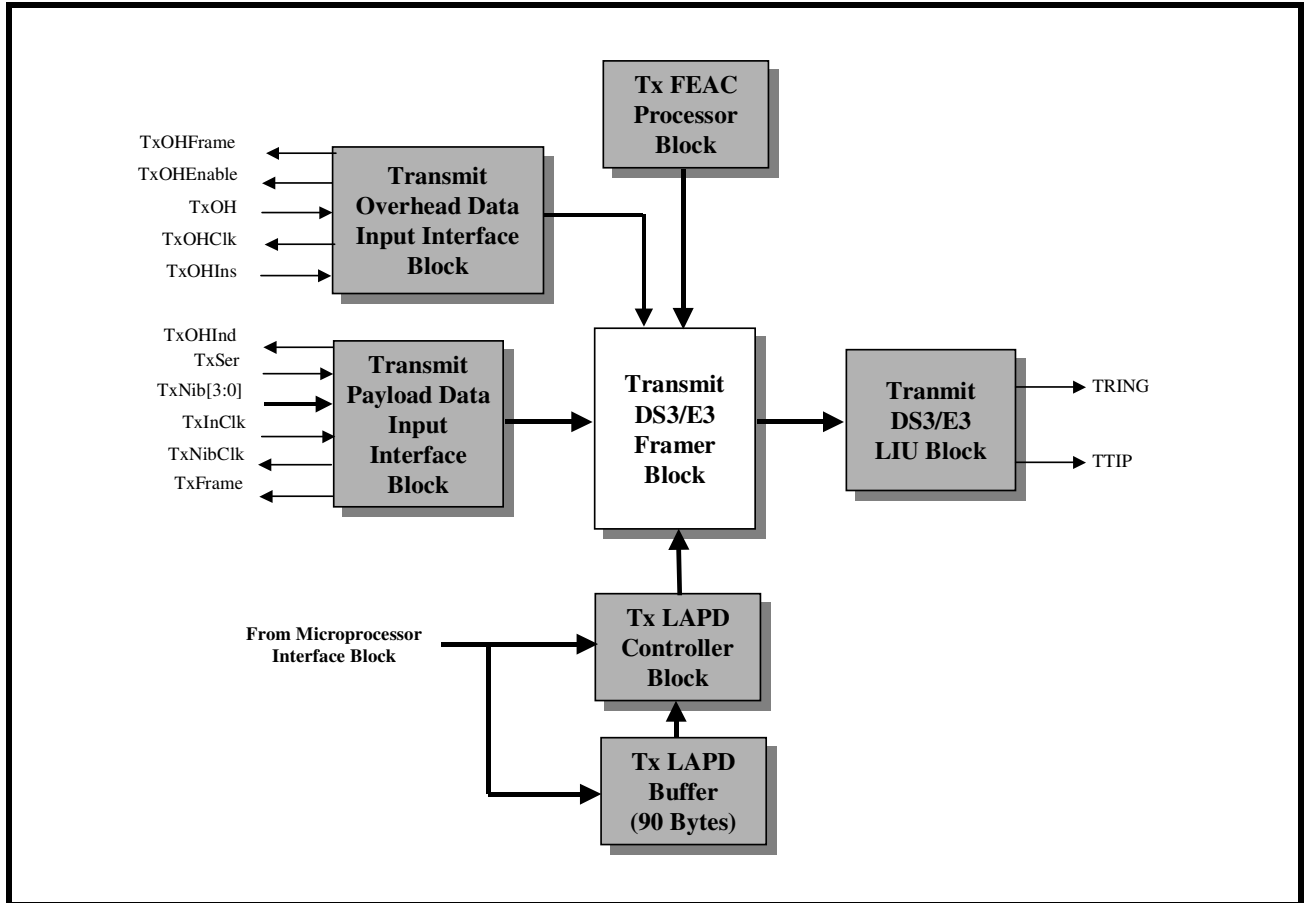 Tx FEAC
Processor
Block
TxOHFrame
TxOHEnable
TxOH
TxOHClk
TxOHIns
Transmit
Overhead Data
Input Interface
Block
TxOHInd
TxSer
TxNib[3:0]
TxInClk
TxNibClk
TxFrame
Transmit
Payload Data
Input
Interface
Block
Transmit
DS3/E3
Framer
Block
Tranmit
DS3/E3
LIU Block
TRING
TTIP
From Microprocessor
Interface Block
Tx LAPD
Controller
Block
Tx LAPD
Buffer
(90 Bytes)